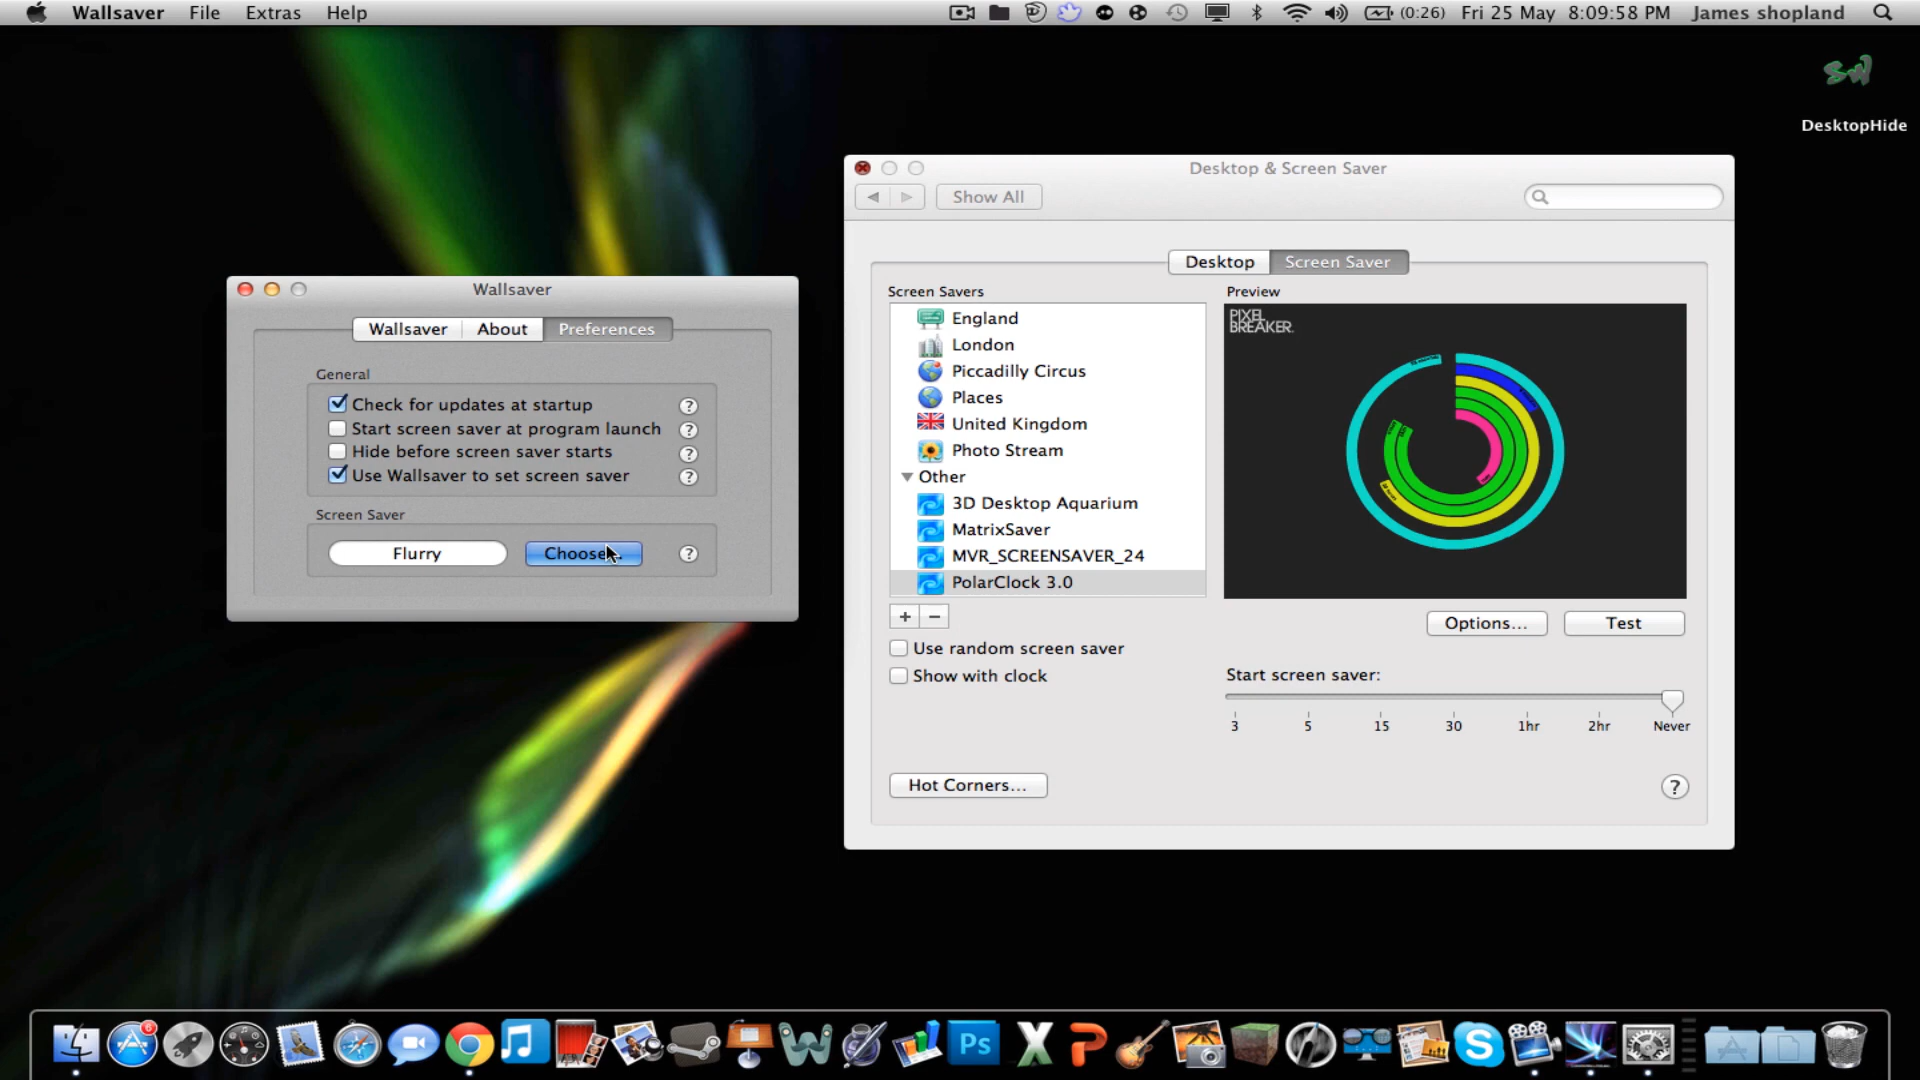 Wallsaver File Extras Help (0:26) Fri 25 May 8:09:58 PM James shopland
DesktopHide
Wallsaver
Wallsaver About Preferences
General
Check for updates at startup ?
Start screen saver at program launch ?
Hide before screen saver starts ?
Use Wallsaver to set screen saver ?
Screen Saver
Flurry Choose... ?
Desktop & Screen Saver
Show All
Desktop Screen Saver
Screen Savers
England
London
Piccadilly Circus
Places
United Kingdom
Photo Stream
Other
3D Desktop Aquarium
MatrixSaver
MVR_SCREENSAVER_24
PolarClock 3.0
+ −
Use random screen saver
Show with clock
Preview
PIXEL
BREAKER.
Options... Test
Start screen saver:
3 5 15 30 1hr 2hr Never
Hot Corners... ?
6
Ps